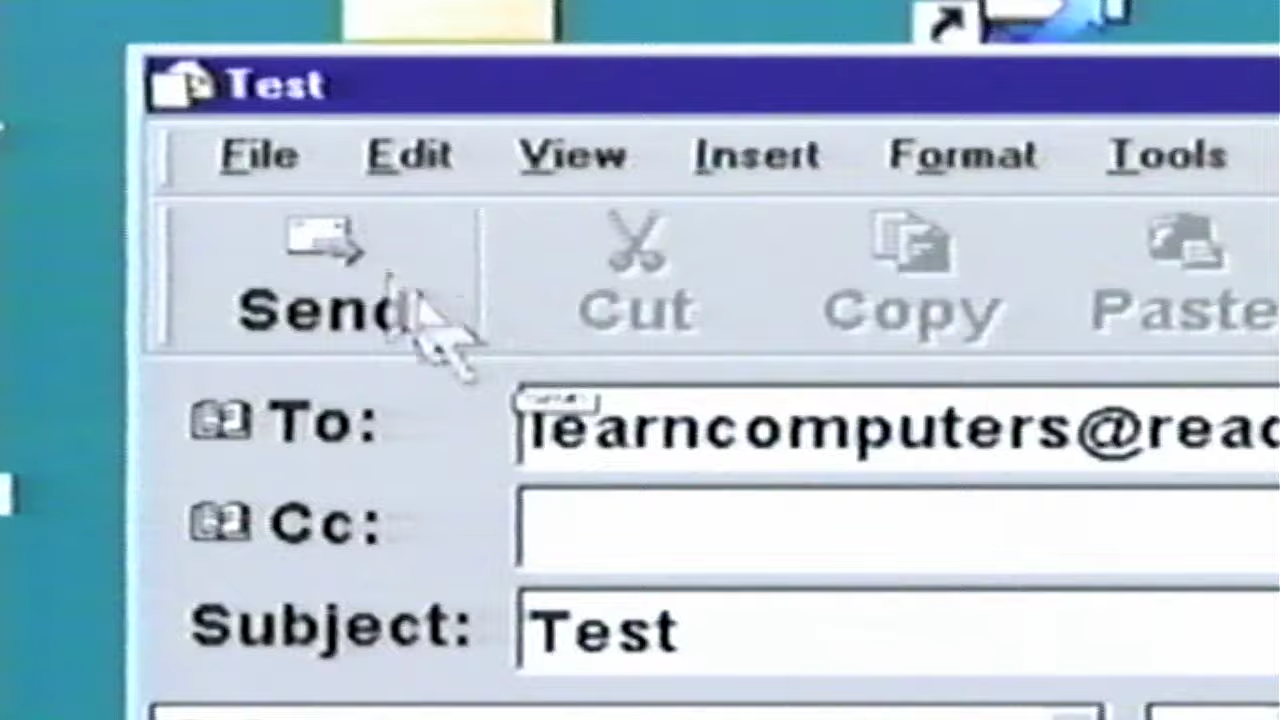 Test
File Edit View Insert Format Tools
Send Cut Copy Paste
To: learncomputers@read
Cc:
Subject: Test